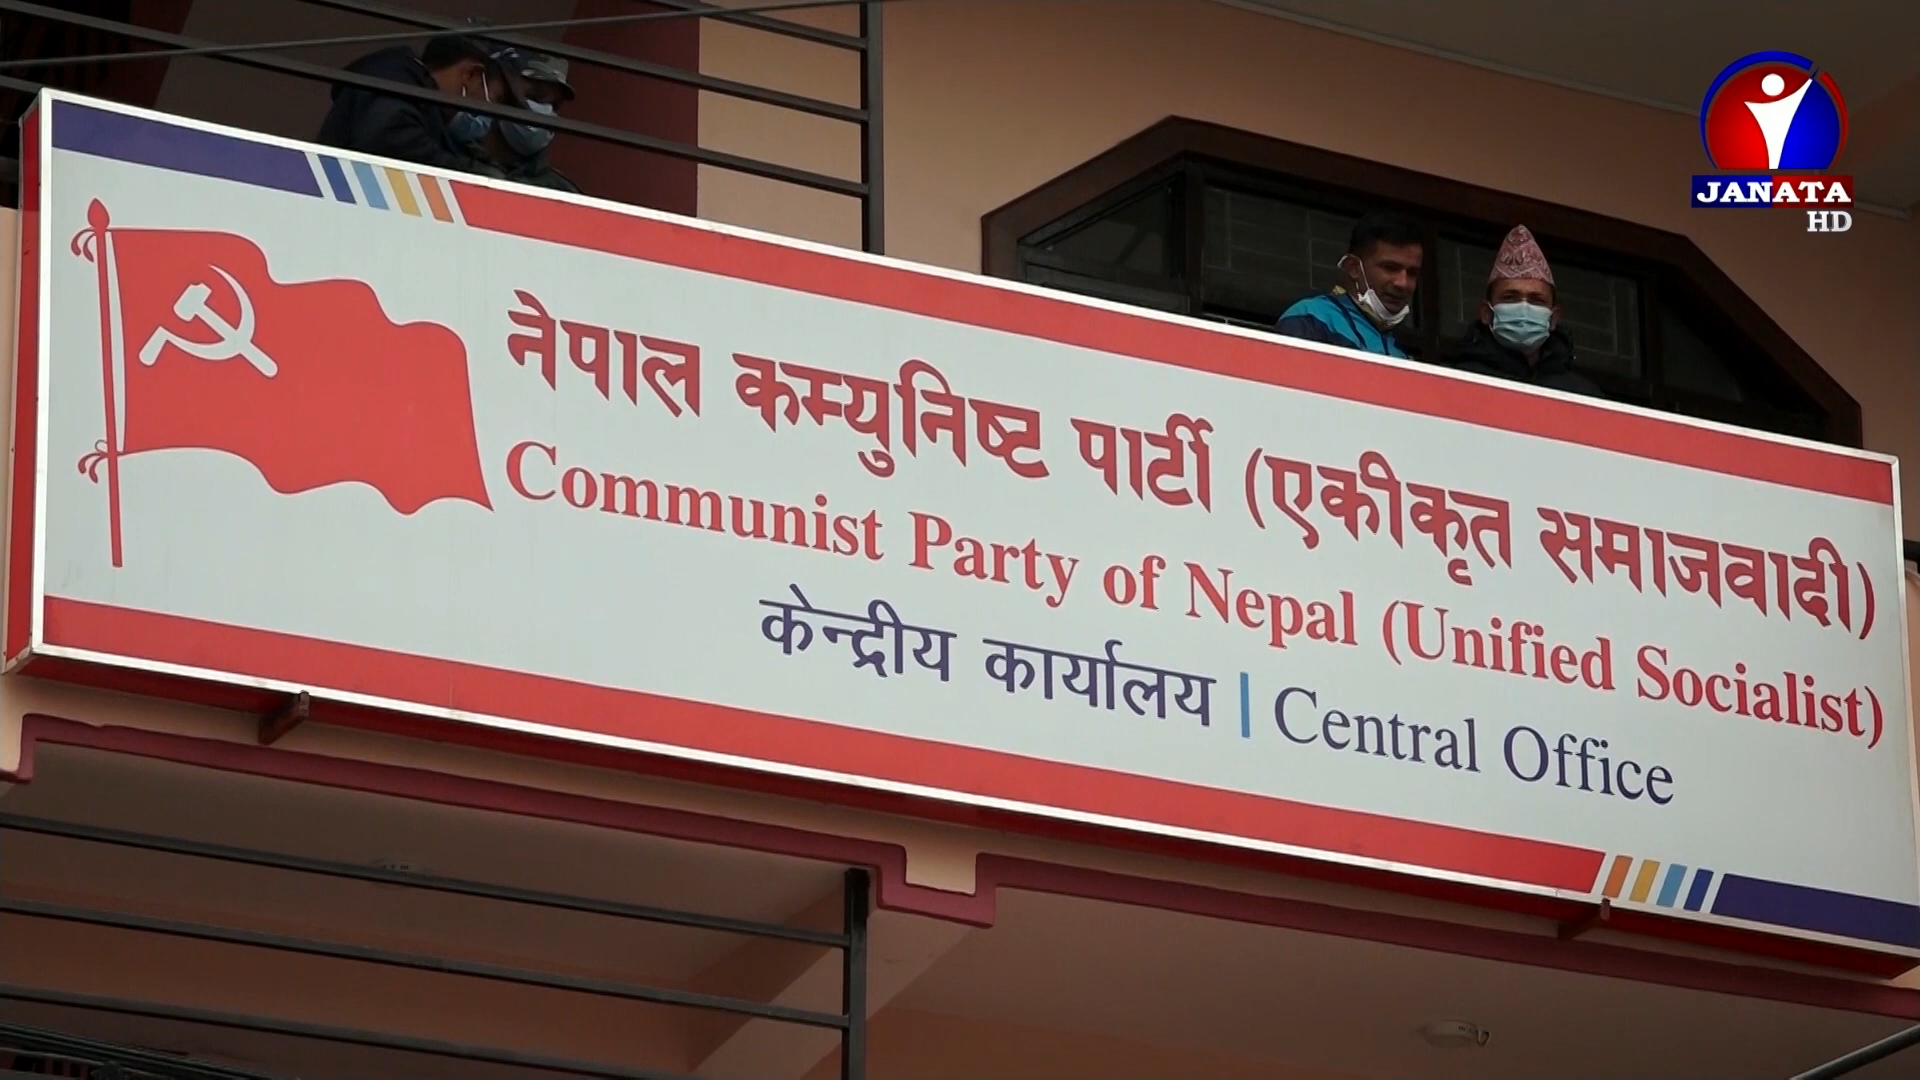 JANATA
HD
नेपाल कम्युनिष्ट पार्टी (एकीकृत समाजवादी)
Communist Party of Nepal (Unified Socialist)
केन्द्रीय कार्यालय | Central Office